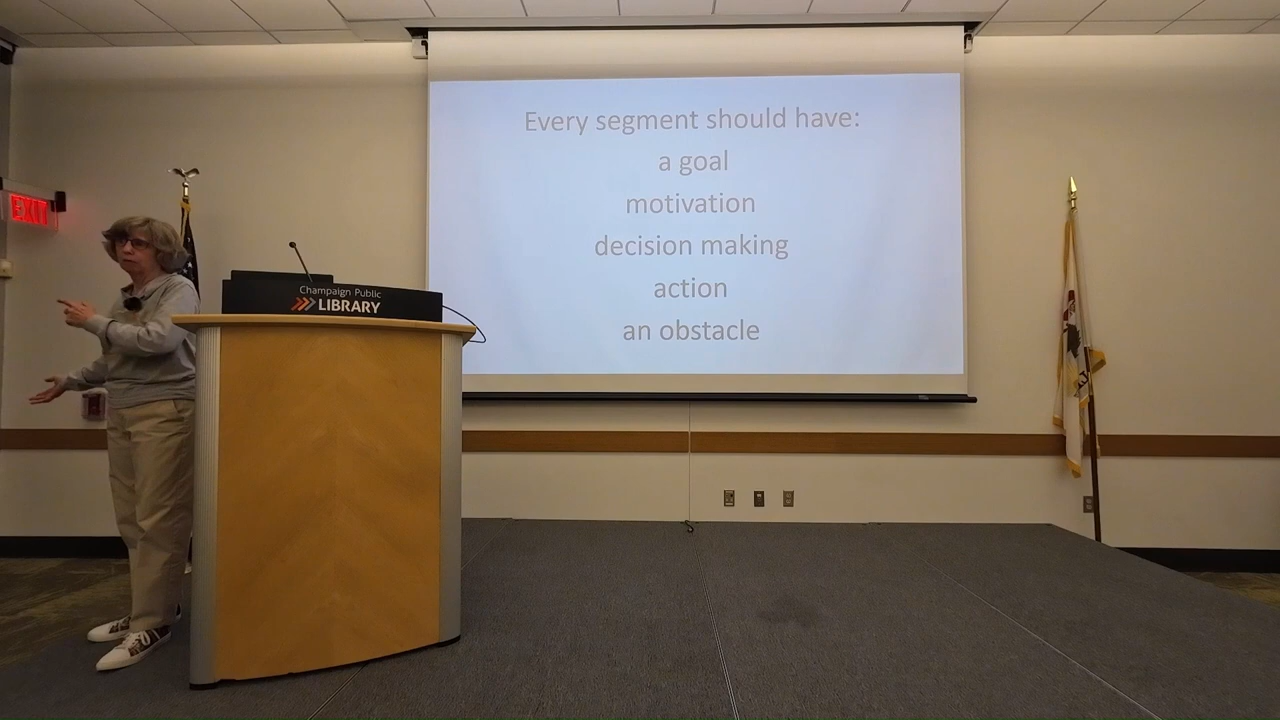 Every segment should have:
a goal
motivation
decision making
action
an obstacle
EXIT
Champaign Public
LIBRARY